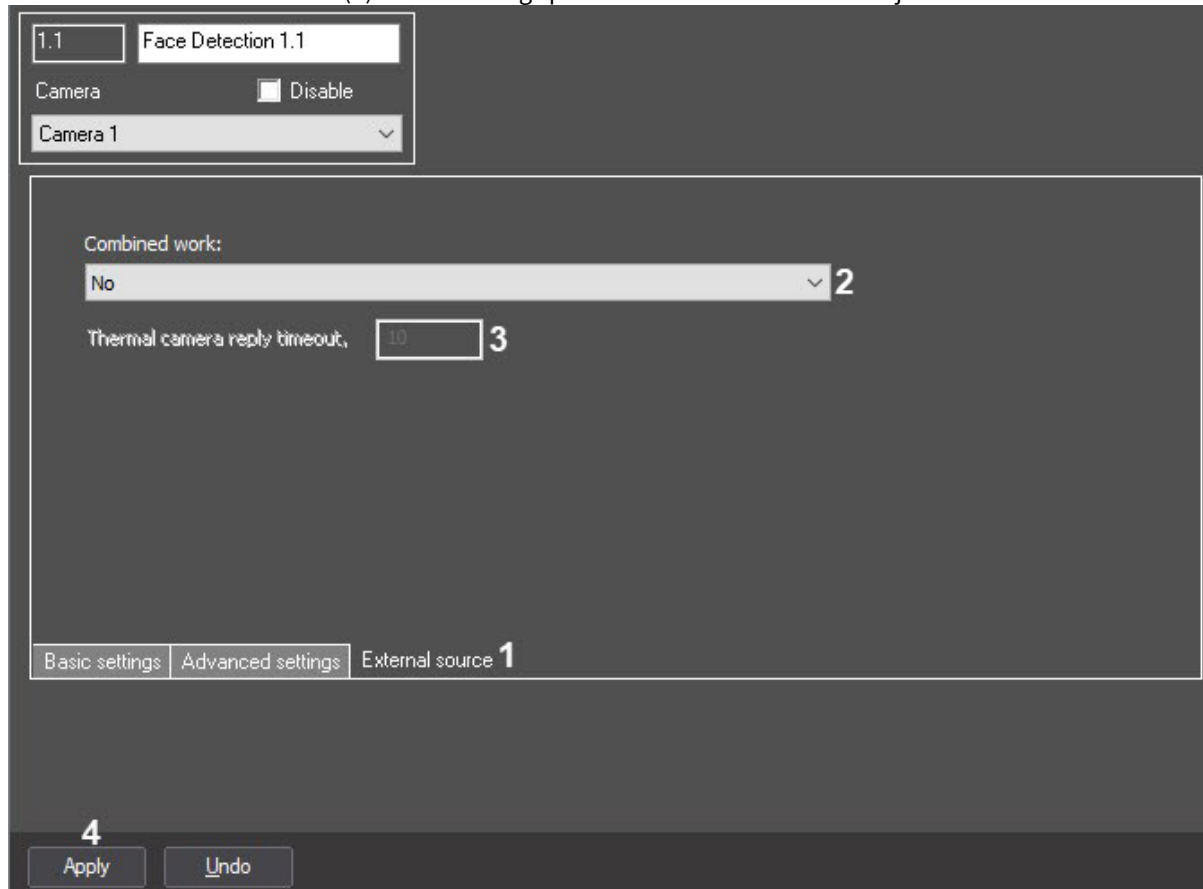 1.1 Face Detection 1.1
Camera Disable
Camera 1
Combined work:
No 2
Thermal camera reply timeout, 10 3
Basic settings Advanced settings External source 1
4
Apply Undo